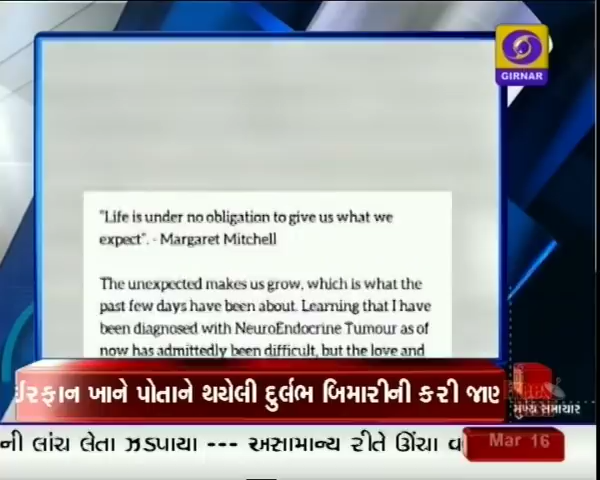 GIRNAR
"Life is under no obligation to give us what we
expect". - Margaret Mitchell
The unexpected makes us grow, which is what the
past few days have been about. Learning that I have
been diagnosed with NeuroEndocrine Tumour as of
now has admittedly been difficult, but the love and
ઈરફાન ખાને પોતાને થયેલી દુર્લભ બિમારીની કરી જાણ
મુખ્ય સમાચાર
ની લાંચ લેતા ઝડપાયા --- અસામાન્ય રીતે ઊંચા વ
Mar 16